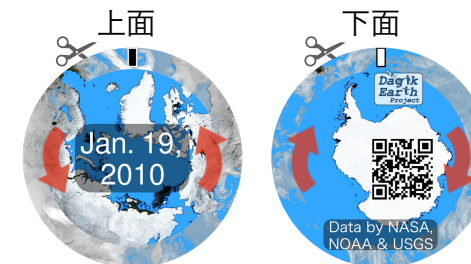 上面
下面
Jan. 19,
2010
Dagik
Earth
Project
Data by NASA,
NOAA & USGS